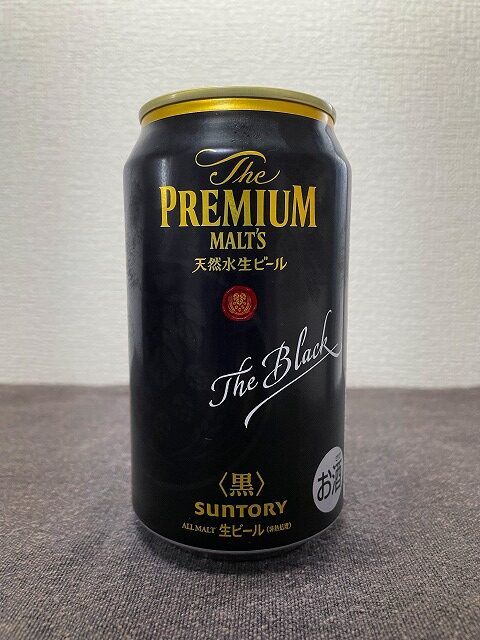 The
PREMIUM
MALT'S
天然水生ビール
The Black
〈黒〉
お酒
SUNTORY
ALL MALT 生ビール (非熱処理)